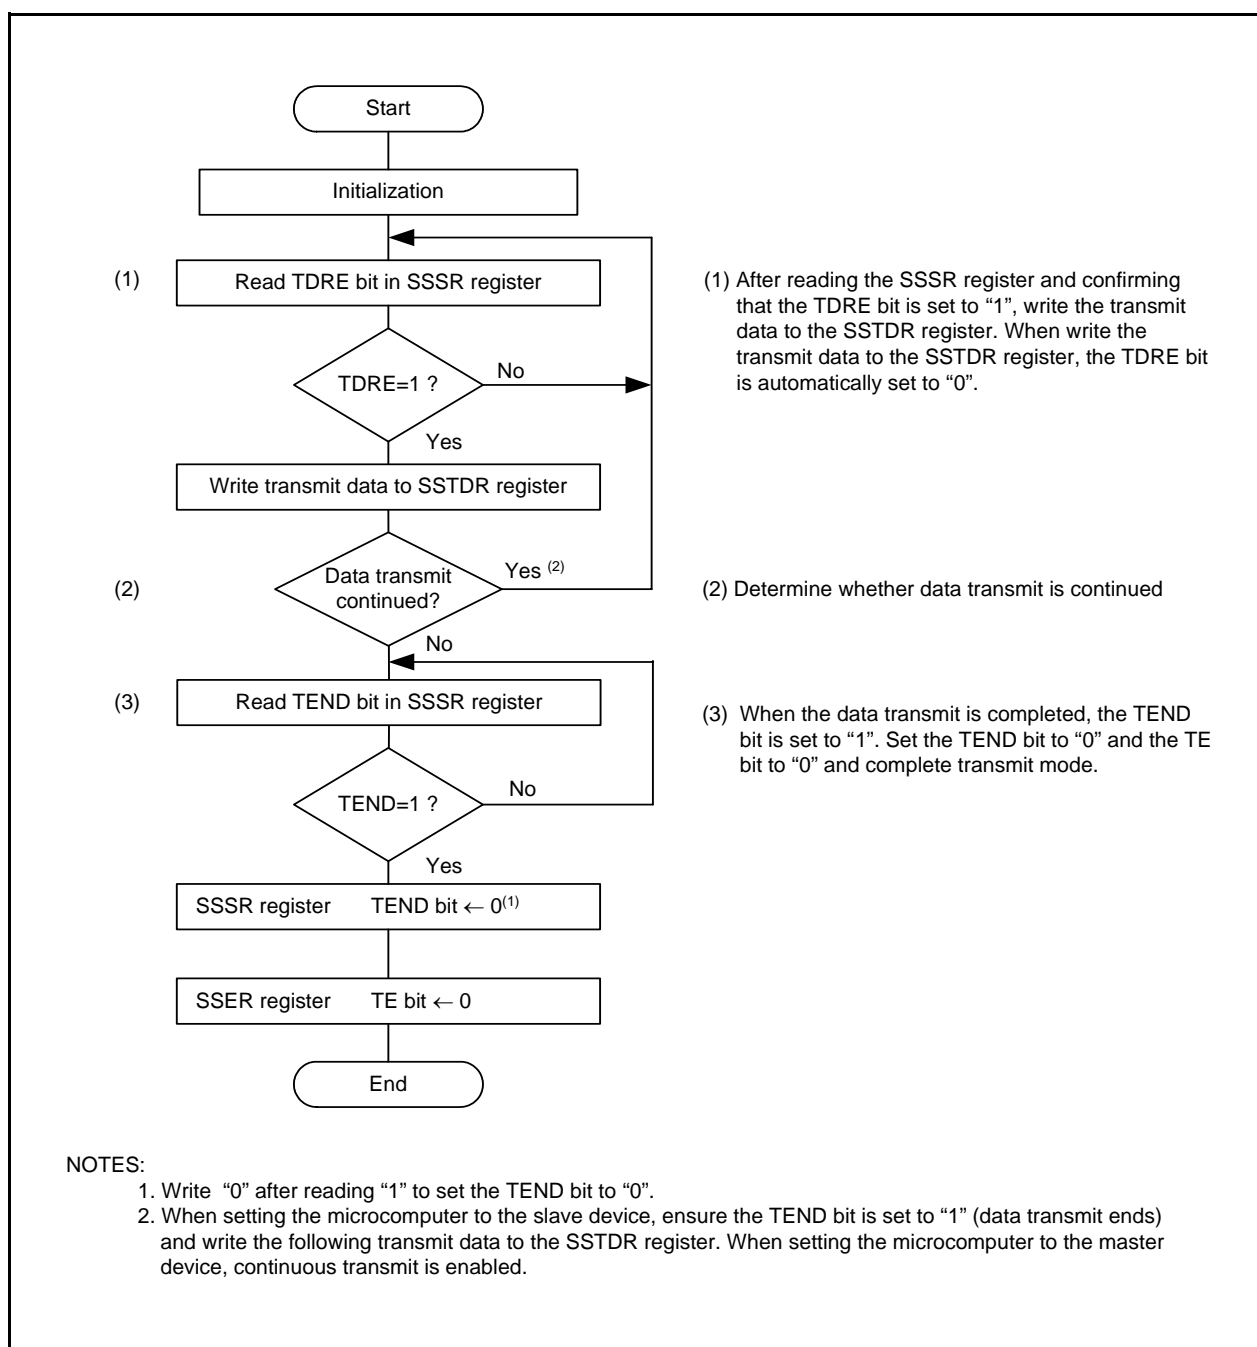 Start
Initialization
(1)
Read TDRE bit in SSSR register
(1) After reading the SSSR register and confirming
that the TDRE bit is set to “1”, write the transmit
data to the SSTDR register. When write the
transmit data to the SSTDR register, the TDRE bit
is automatically set to “0”.
TDRE=1 ?
No
Yes
Write transmit data to SSTDR register
(2)
Data transmit
continued?
Yes (2)
(2) Determine whether data transmit is continued
No
(3)
Read TEND bit in SSSR register
(3) When the data transmit is completed, the TEND
bit is set to “1”. Set the TEND bit to “0” and the TE
bit to “0” and complete transmit mode.
TEND=1 ?
No
Yes
SSSR register TEND bit ← 0(1)
SSER register TE bit ← 0
End
NOTES:
1. Write “0” after reading “1” to set the TEND bit to “0”.
2. When setting the microcomputer to the slave device, ensure the TEND bit is set to “1” (data transmit ends)
and write the following transmit data to the SSTDR register. When setting the microcomputer to the master
device, continuous transmit is enabled.